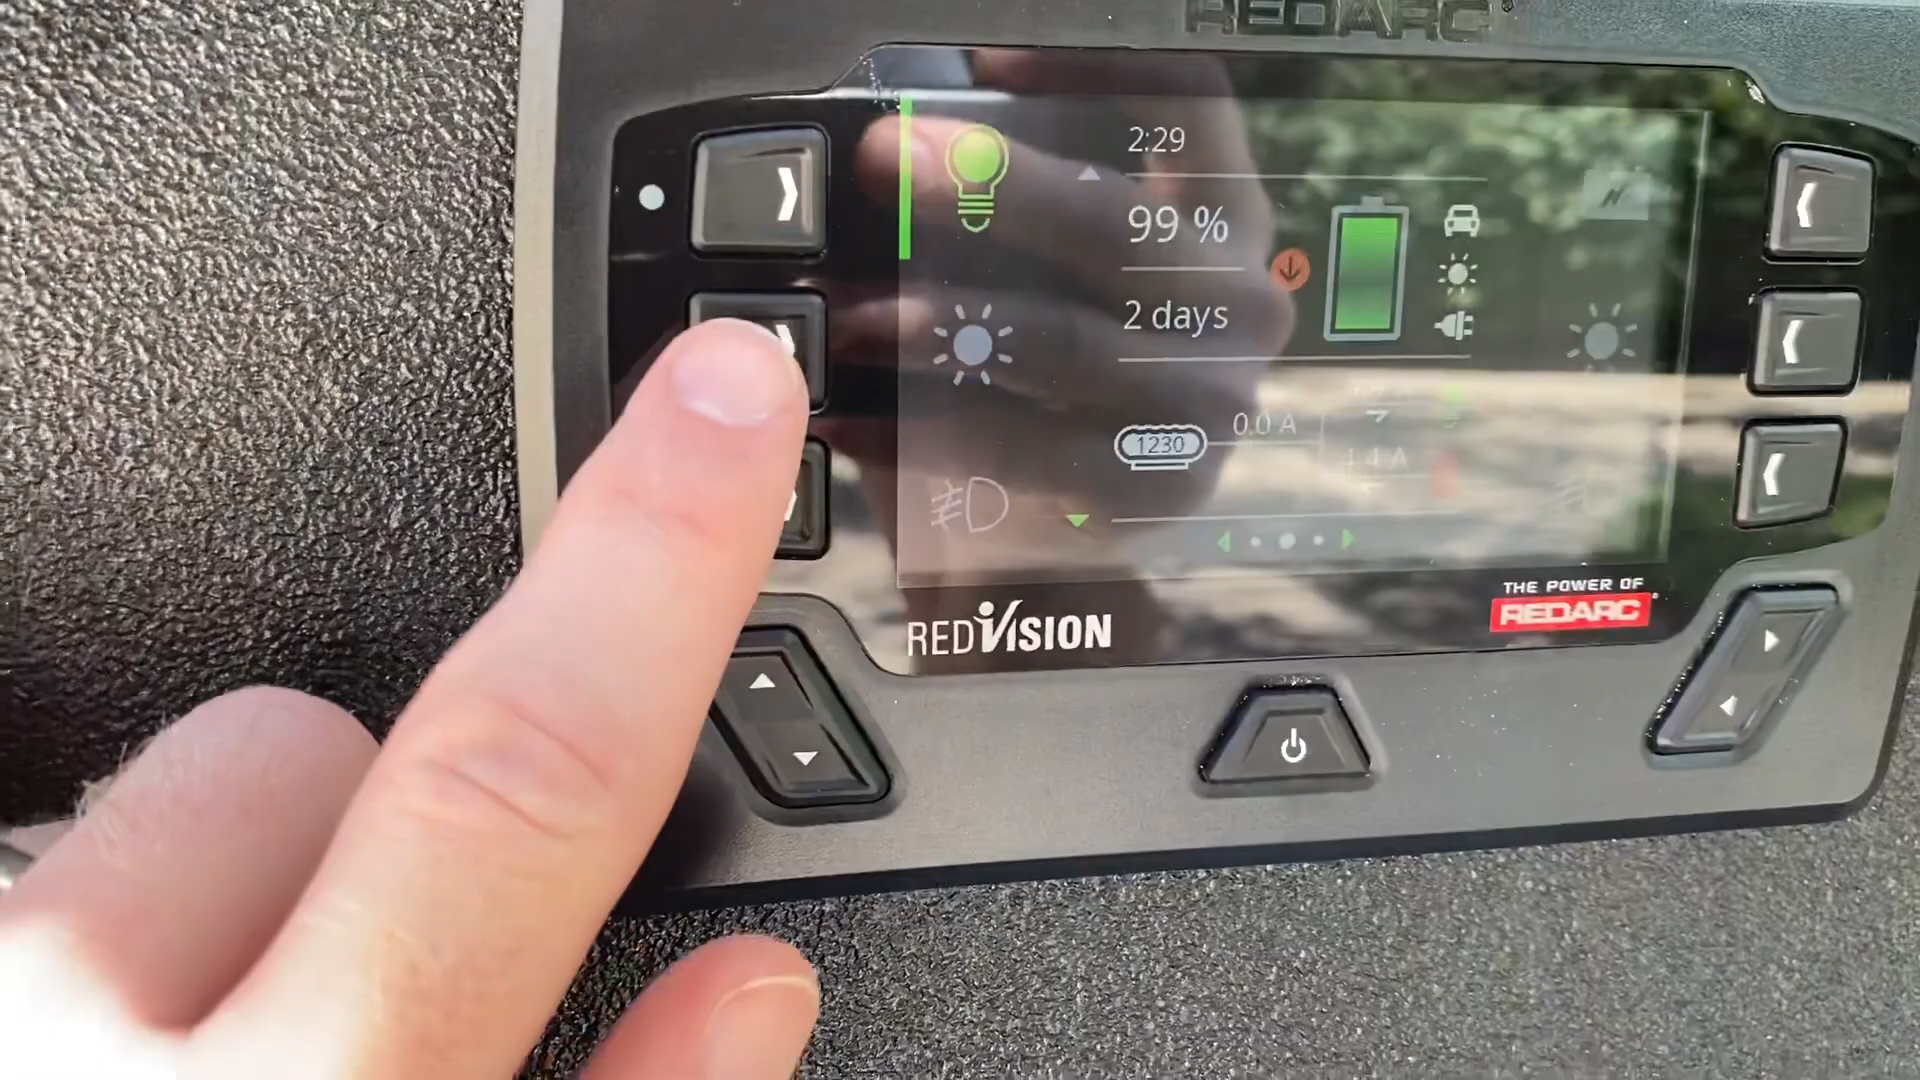 REDARC
2:29
99 %
2 days
0.0 A
1230
REDVISION
THE POWER OF
REDARC